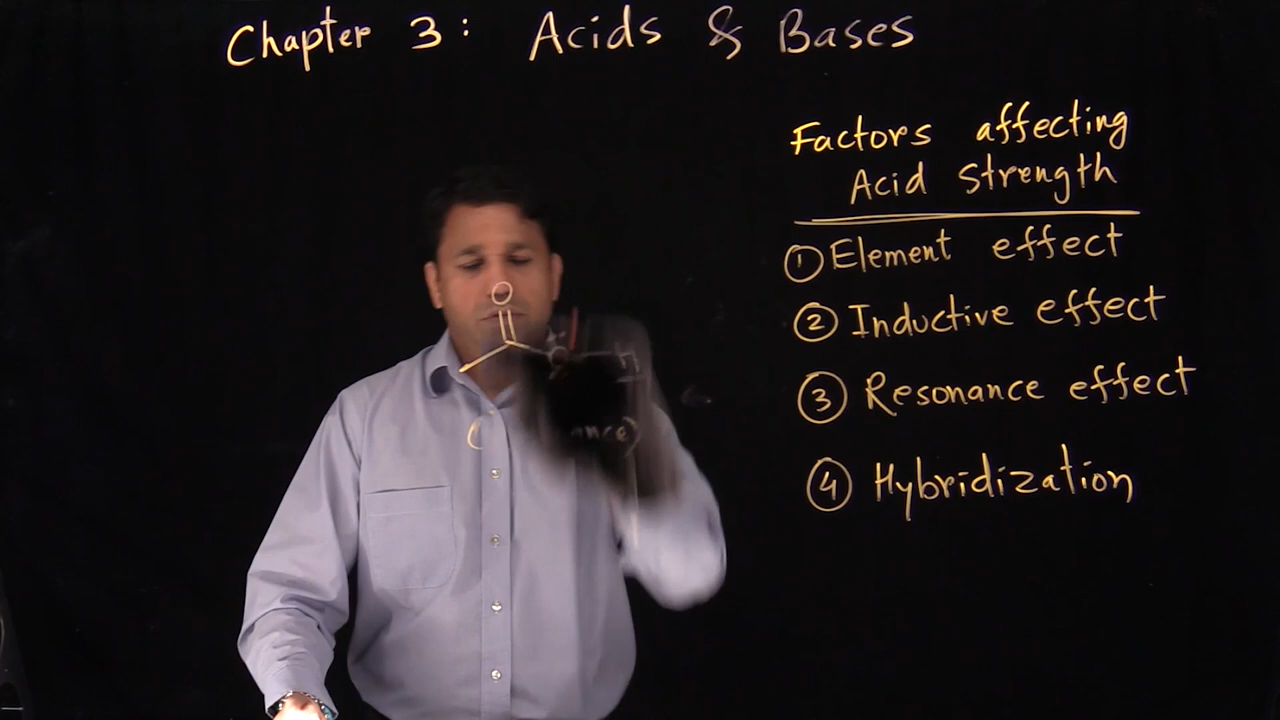 Chapter 3: Acids & Bases
Factors affecting
Acid Strength
① Element effect
② Inductive effect
③ Resonance effect
④ Hybridization
O